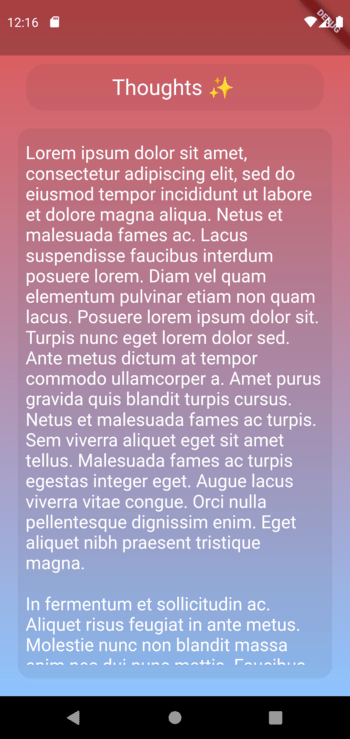 12:16
DEBUG
Thoughts ✨
Lorem ipsum dolor sit amet,
consectetur adipiscing elit, sed do
eiusmod tempor incididunt ut labore
et dolore magna aliqua. Netus et
malesuada fames ac. Lacus
suspendisse faucibus interdum
posuere lorem. Diam vel quam
elementum pulvinar etiam non quam
lacus. Posuere lorem ipsum dolor sit.
Turpis nunc eget lorem dolor sed.
Ante metus dictum at tempor
commodo ullamcorper a. Amet purus
gravida quis blandit turpis cursus.
Netus et malesuada fames ac turpis.
Sem viverra aliquet eget sit amet
tellus. Malesuada fames ac turpis
egestas integer eget. Augue lacus
viverra vitae congue. Orci nulla
pellentesque dignissim enim. Eget
aliquet nibh praesent tristique
magna.
In fermentum et sollicitudin ac.
Aliquet risus feugiat in ante metus.
Molestie nunc non blandit massa
enim nec dui nunc mattis. Faucibus